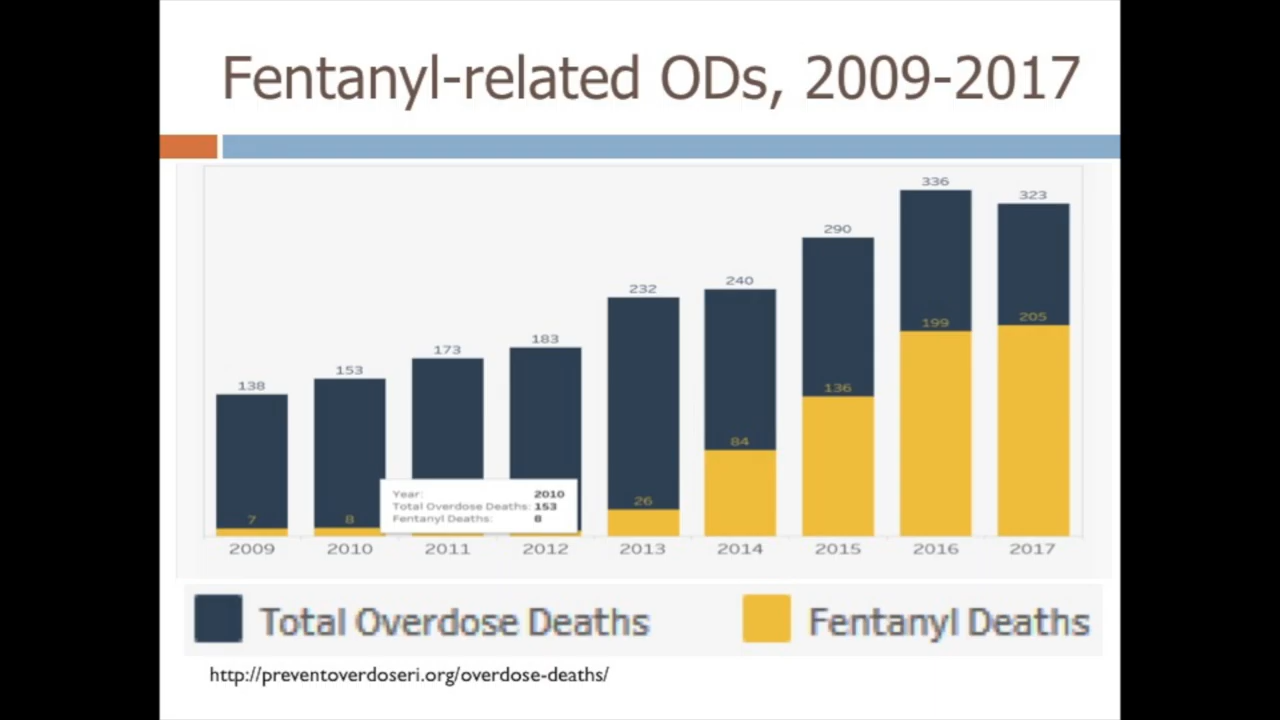 Fentanyl-related ODs, 2009-2017
336
323
290
240
232
183
173
153
138
199
205
136
84
26
7
8
Year: 2010
Total Overdose Deaths: 153
Fentanyl Deaths: 8
2009 2010 2011 2012 2013 2014 2015 2016 2017
Total Overdose Deaths Fentanyl Deaths
http://preventoverdoseri.org/overdose-deaths/